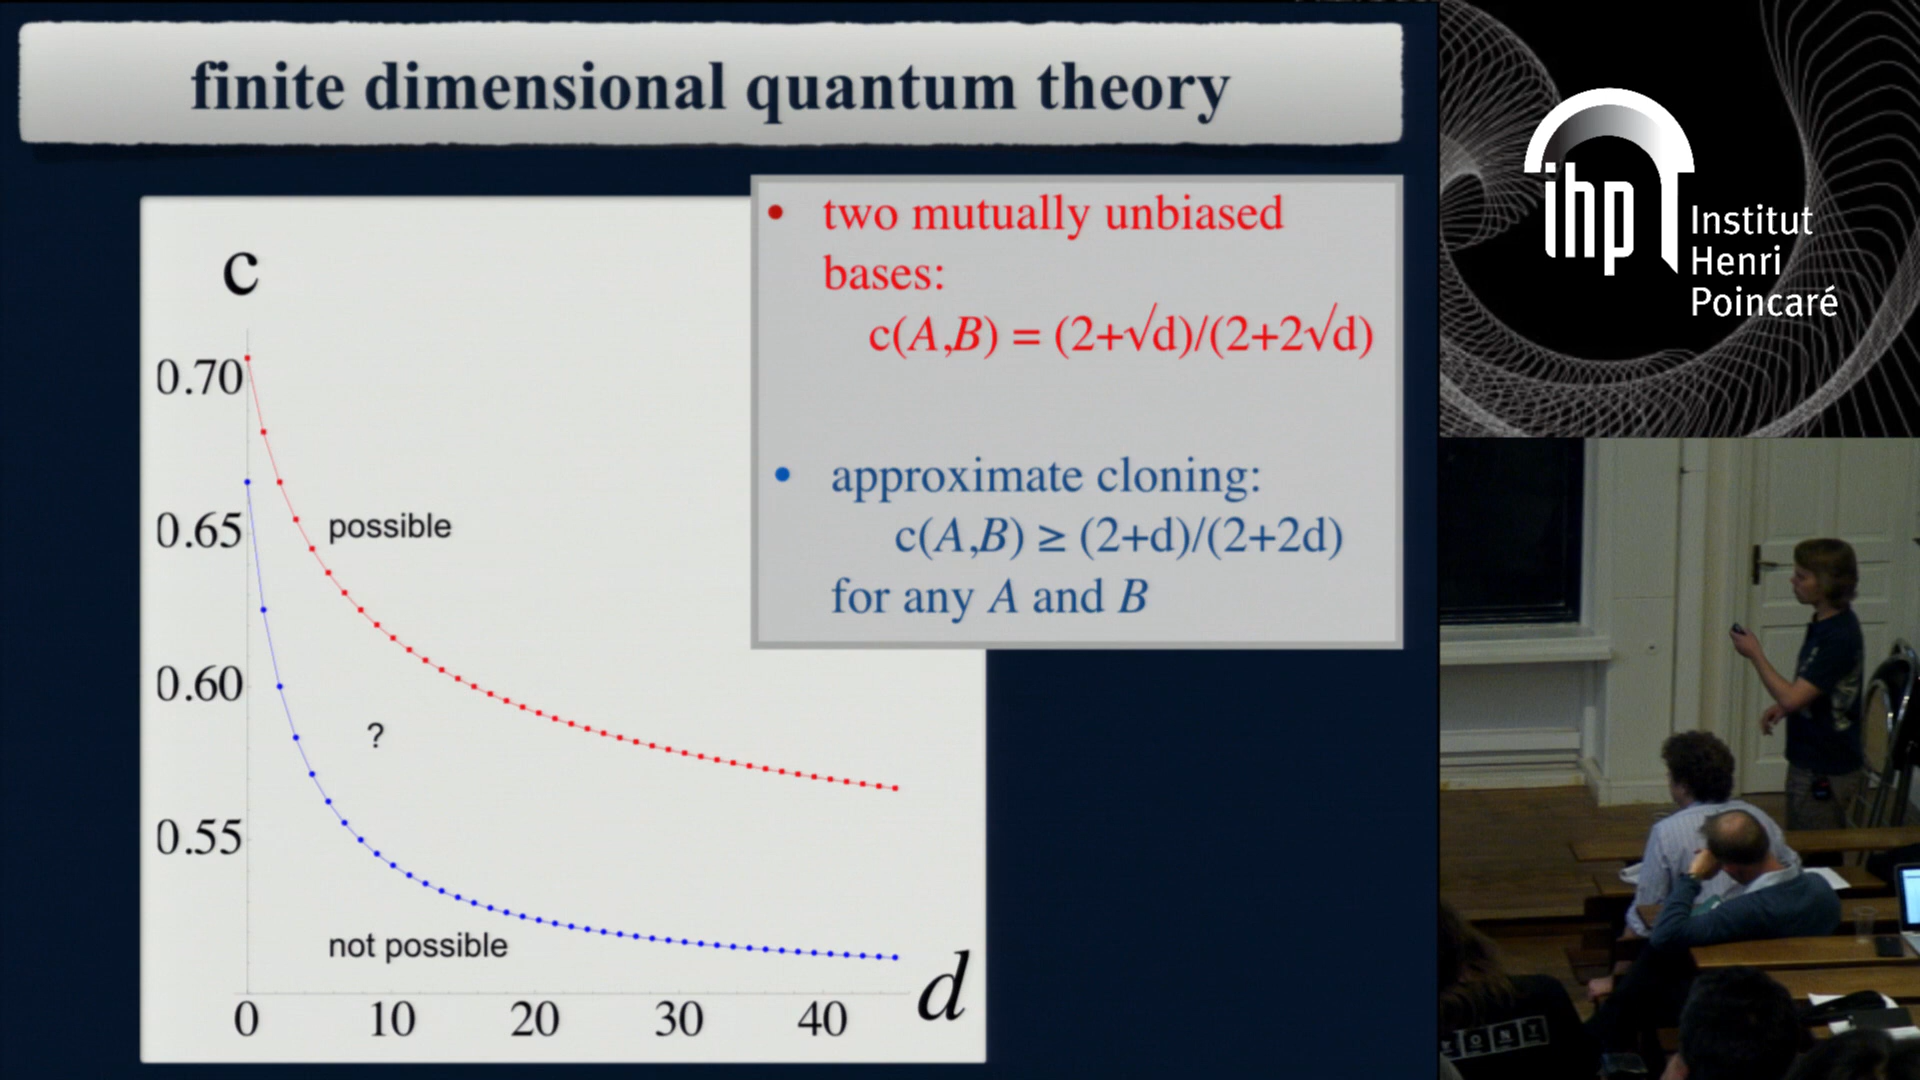 finite dimensional quantum theory
• two mutually unbiased
bases:
c(A,B) = (2+√d)/(2+2√d)
• approximate cloning:
c(A,B) ≥ (2+d)/(2+2d)
for any A and B
c
0.70
0.65
0.60
0.55
possible
?
not possible
0 10 20 30 40
d
ihp
Institut
Henri
Poincaré